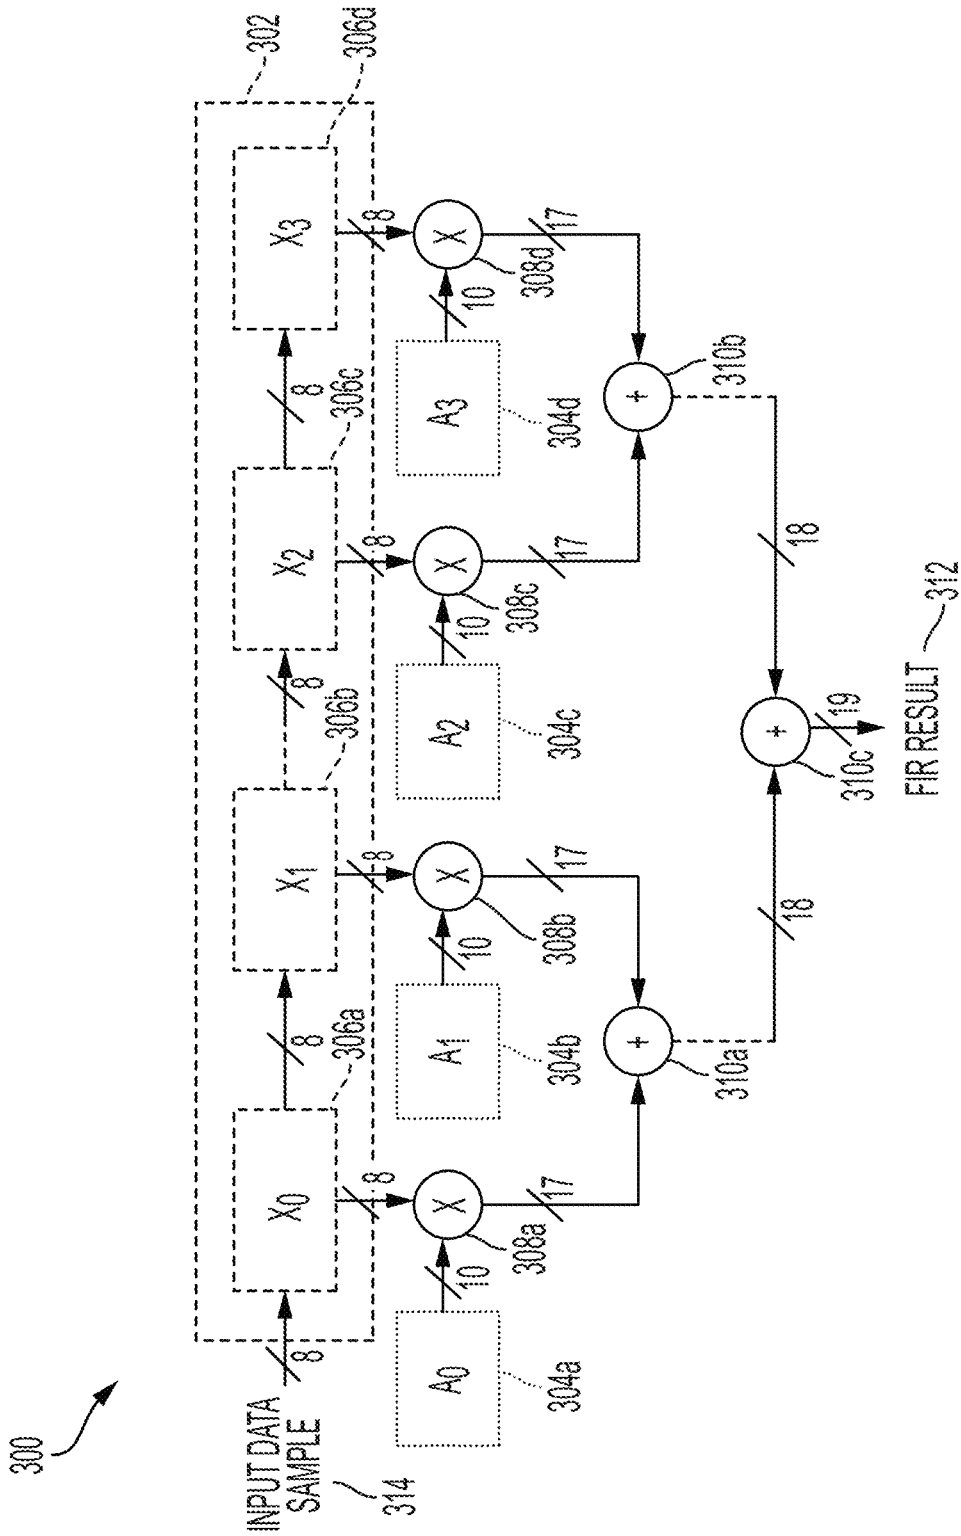 300
302
INPUT DATA
SAMPLE
314
8
X0
306a
8
X1
306b
8
X2
306c
8
X3
306d
8
8
8
8
A0
304a
10
X
308a
A1
304b
10
X
308b
A2
304c
10
X
308c
A3
304d
10
X
308d
17
17
17
17
+
310a
+
310b
18
18
+
310c
19
FIR RESULT
312